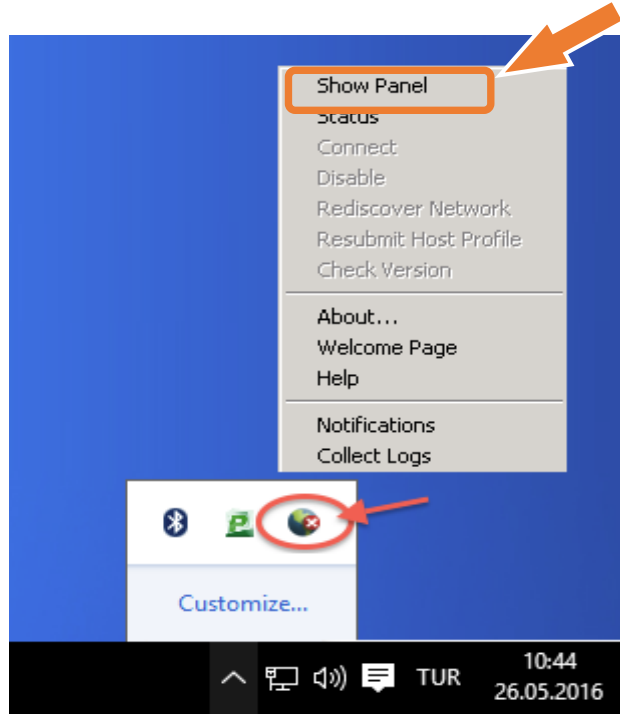 Show Panel
Status
Connect
Disable
Rediscover Network
Resubmit Host Profile
Check Version
About...
Welcome Page
Help
Notifications
Collect Logs
Customize...
TUR
10:44
26.05.2016